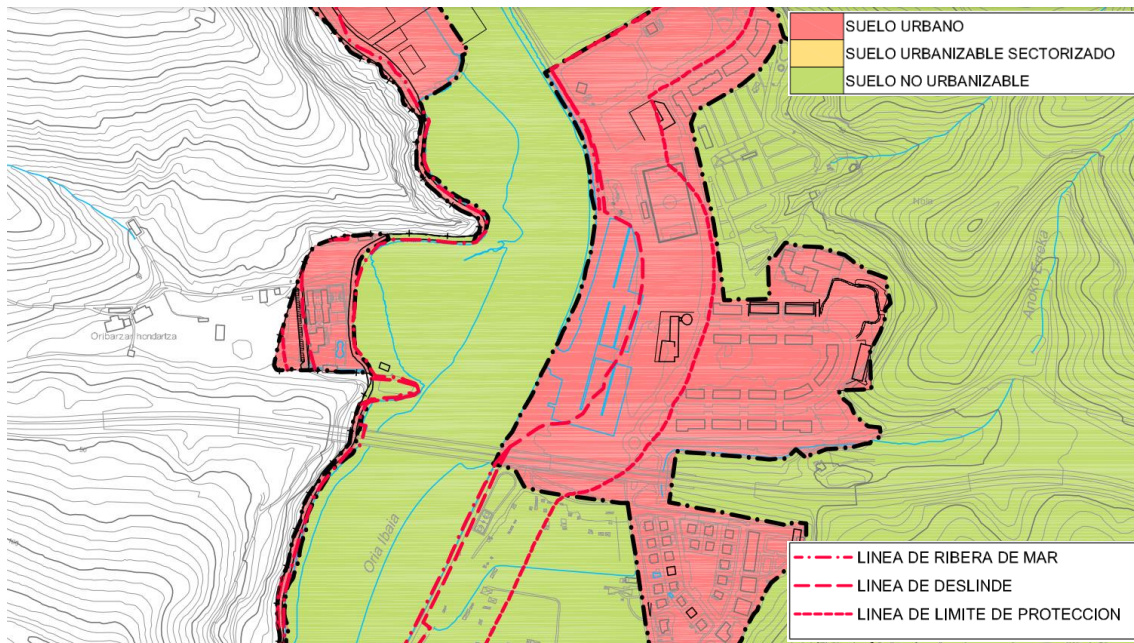 SUELO URBANO
SUELO URBANIZABLE SECTORIZADO
SUELO NO URBANIZABLE
Oribarzar hondartza
Oria Ibaia
Erreka
LINEA DE RIBERA DE MAR
LINEA DE DESLINDE
LINEA DE LIMITE DE PROTECCION